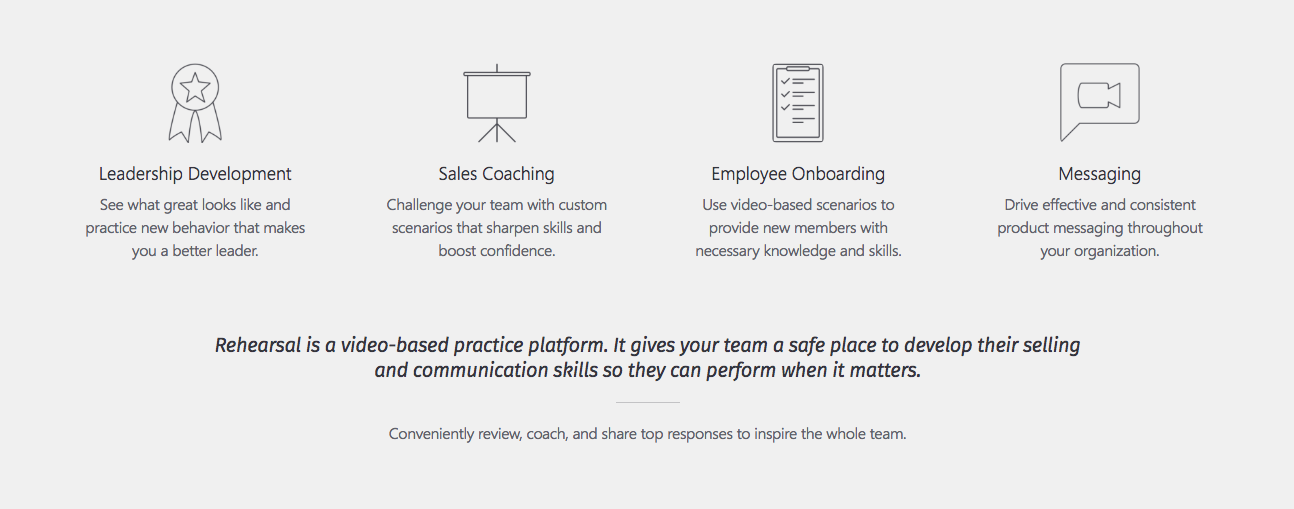 Leadership Development
See what great looks like and
practice new behavior that makes
you a better leader.
Sales Coaching
Challenge your team with custom
scenarios that sharpen skills and
boost confidence.
Employee Onboarding
Use video-based scenarios to
provide new members with
necessary knowledge and skills.
Messaging
Drive effective and consistent
product messaging throughout
your organization.
Rehearsal is a video-based practice platform. It gives your team a safe place to develop their selling
and communication skills so they can perform when it matters.
Conveniently review, coach, and share top responses to inspire the whole team.